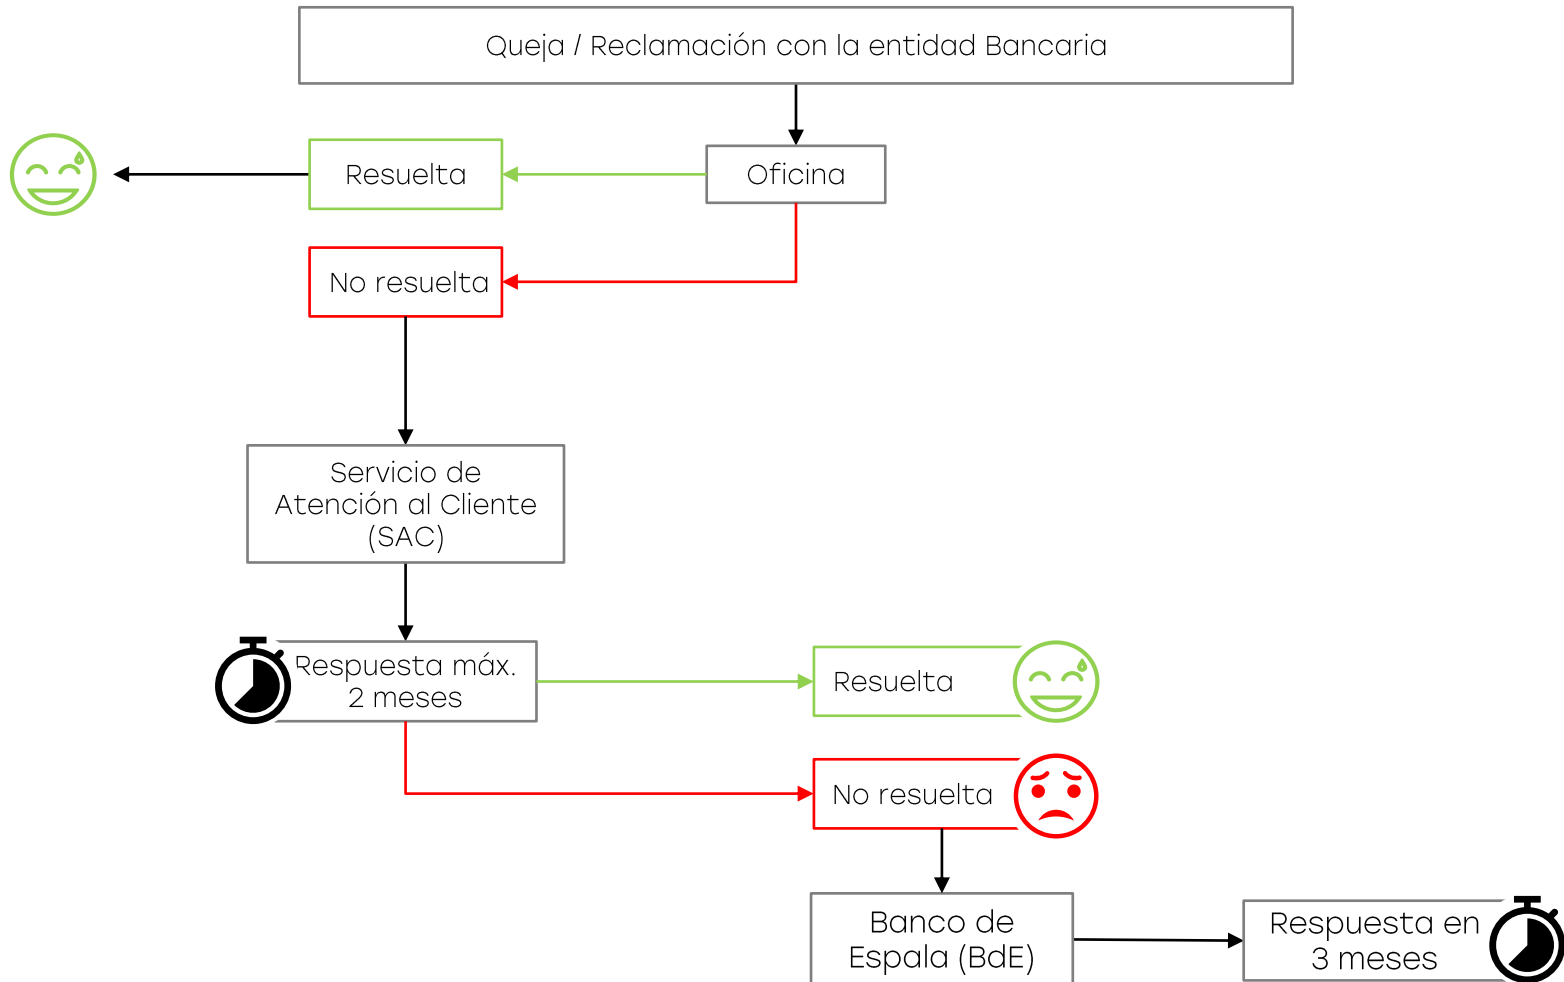 Queja / Reclamación con la entidad Bancaria
Resuelta
Oficina
No resuelta
Servicio de
Atención al Cliente
(SAC)
Respuesta máx.
2 meses
Resuelta
No resuelta
Banco de
Espala (BdE)
Respuesta en
3 meses